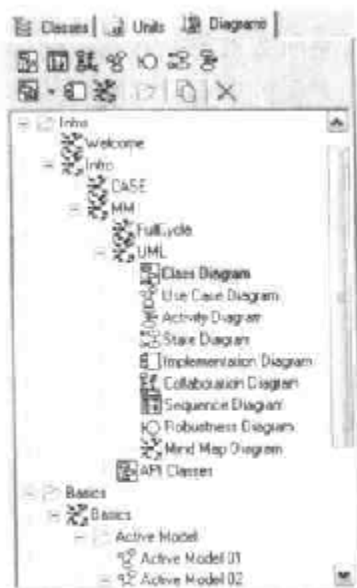 Classes Units Diagrams
Intro
Welcome
Intro
CASE
MM
FullCycle
UML
Class Diagram
Use Case Diagram
Activity Diagram
State Diagram
Implementation Diagram
Collaboration Diagram
Sequence Diagram
Robustness Diagram
Mind Map Diagram
API Classes
Basics
Basics
Active Model
Active Model 01
Active Model 02